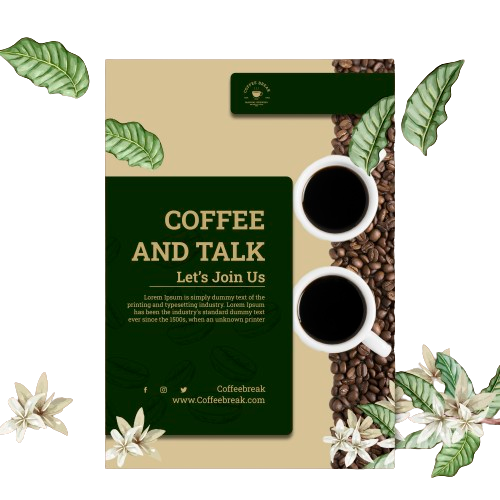 COFFEE BREAK
COFFEE
AND TALK
Let's Join Us
Lorem Ipsum is simply dummy text of the
printing and typesetting industry. Lorem Ipsum
has been the industry's standard dummy text
ever since the 1500s, when an unknown printer
Coffeebreak
www.Coffeebreak.com